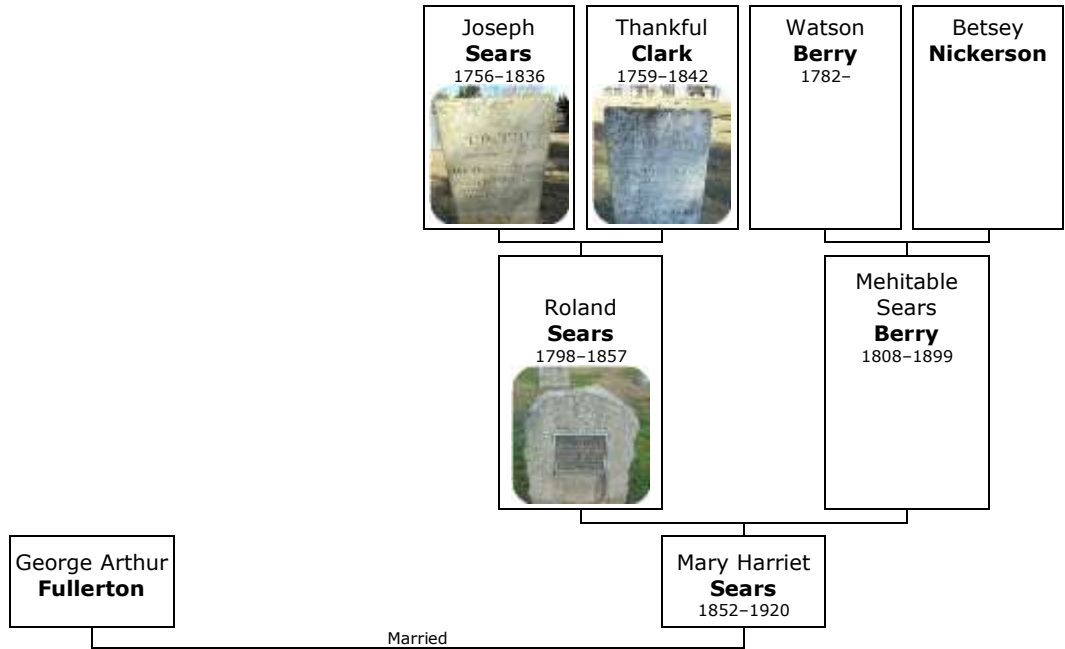 Joseph
Sears
1756–1836
Thankful
Clark
1759–1842
Watson
Berry
1782–
Betsey
Nickerson
Roland
Sears
1798–1857
Mehitable
Sears
Berry
1808–1899
George Arthur
Fullerton
Mary Harriet
Sears
1852–1920
Married